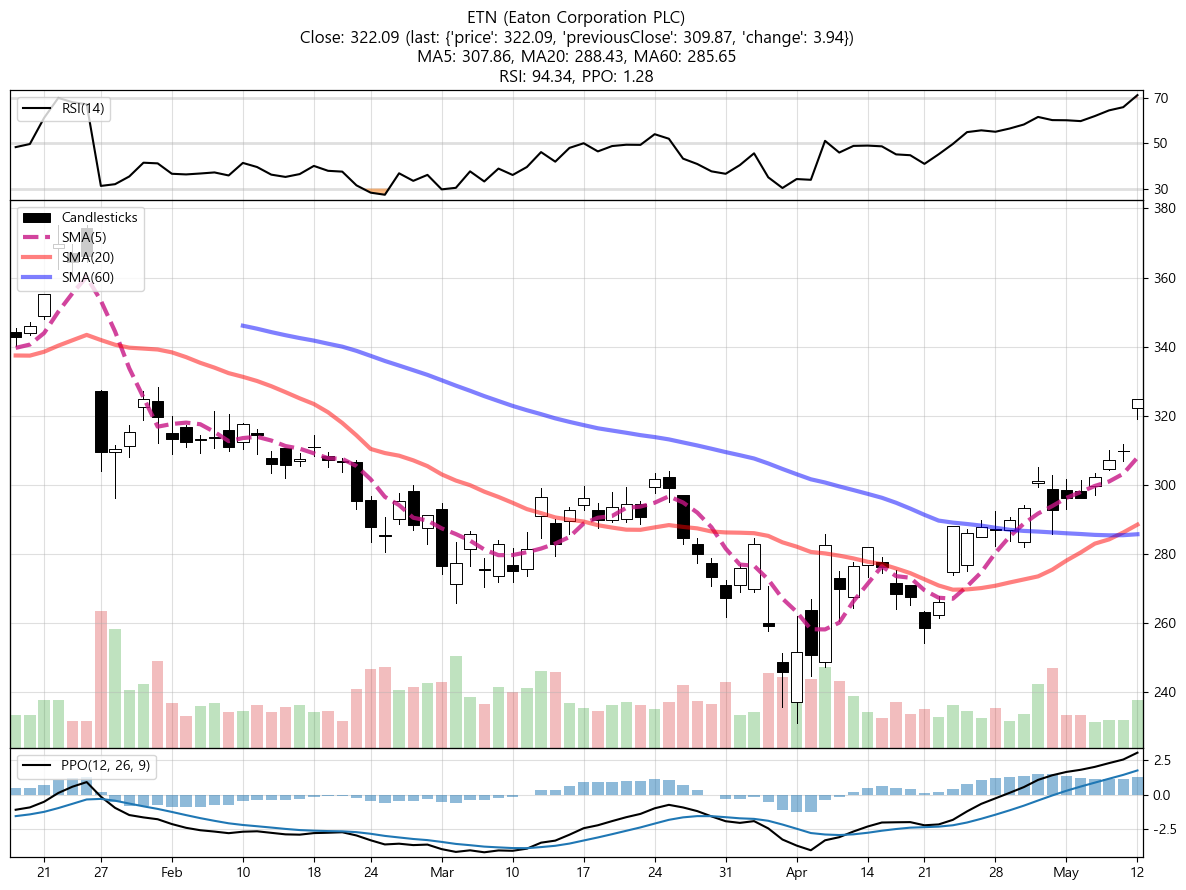 ETN (Eaton Corporation PLC)
Close: 322.09 (last: {'price': 322.09, 'previousClose': 309.87, 'change': 3.94})
MA5: 307.86, MA20: 288.43, MA60: 285.65
RSI: 94.34, PPO: 1.28
RSI(14)
70
50
30
Candlesticks
SMA(5)
SMA(20)
SMA(60)
380
360
340
320
300
280
260
240
PPO(12, 26, 9)
2.5
0.0
−2.5
21 27 Feb 10 18 24 Mar 10 17 24 31 Apr 14 21 28 May 12